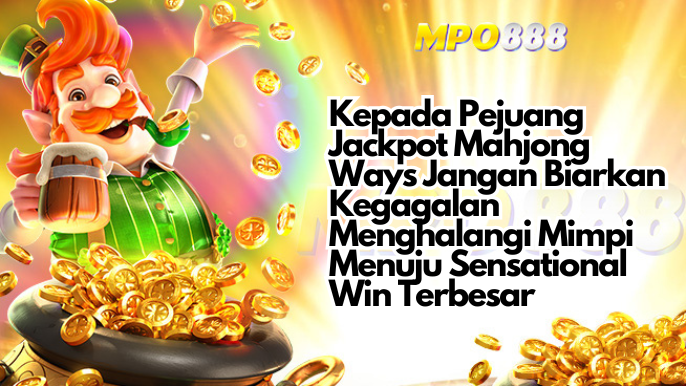 MPO888
Kepada Pejuang
Jackpot Mahjong
Ways Jangan Biarkan
Kegagalan
Menghalangi Mimpi
Menuju Sensational
Win Terbesar